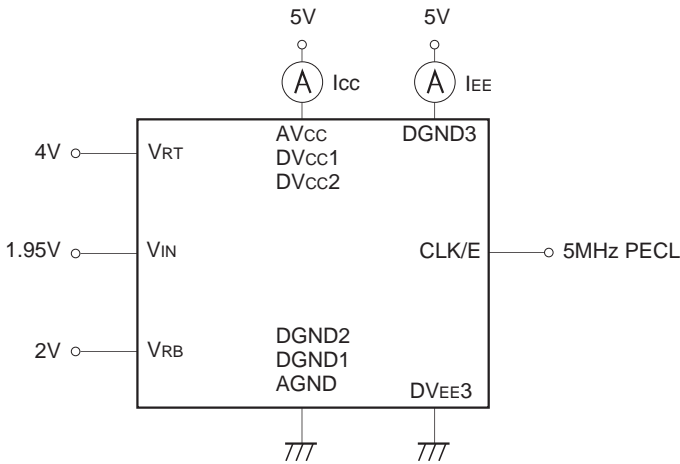 5V 5V
A Icc A IEE
AVcc DGND3
4V VRT DVcc1
DVcc2
1.95V VIN CLK/E 5MHz PECL
DGND2
2V VRB DGND1
AGND DVEE3